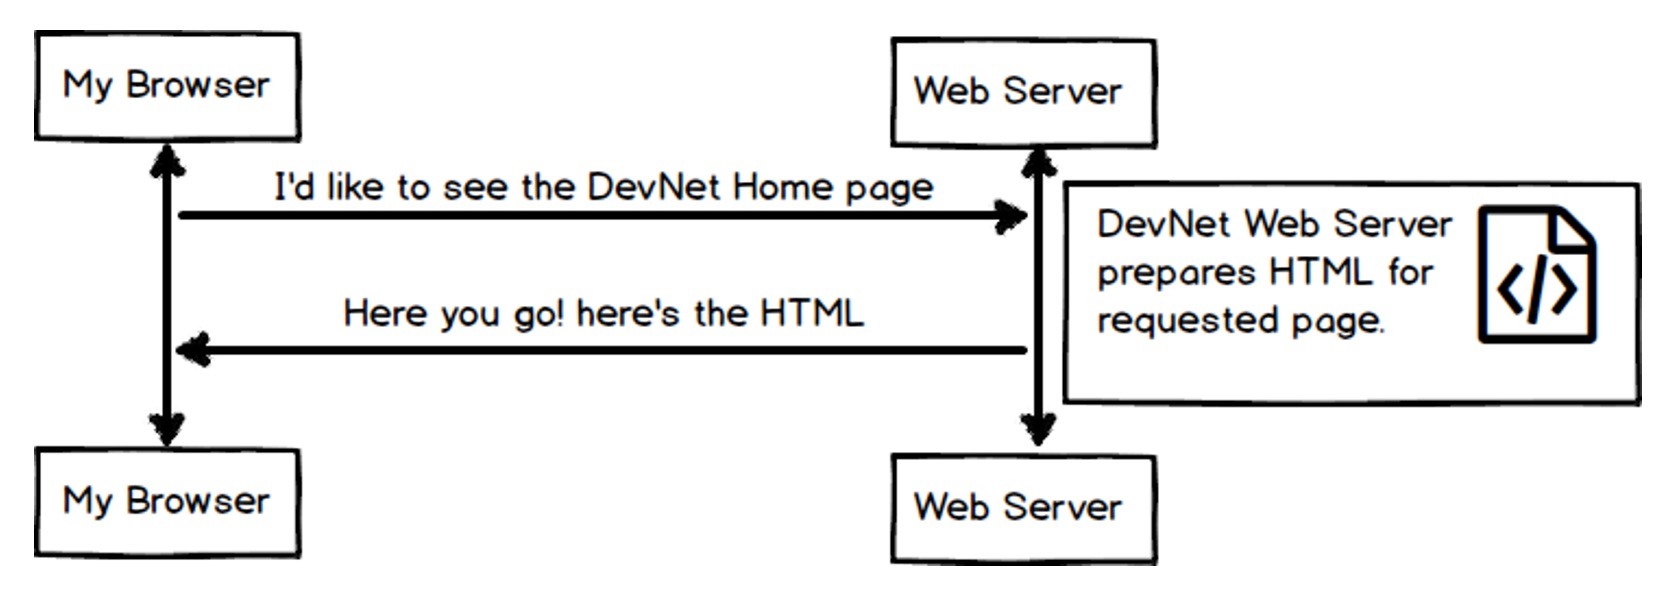 My Browser
Web Server
I'd like to see the DevNet Home page
DevNet Web Server
prepares HTML for
requested page.
</>
Here you go! here's the HTML
My Browser
Web Server